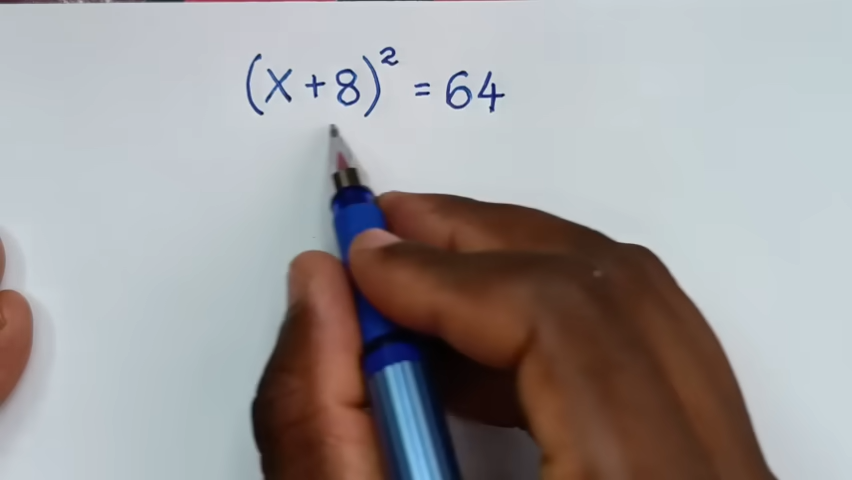 (x+8)² = 64